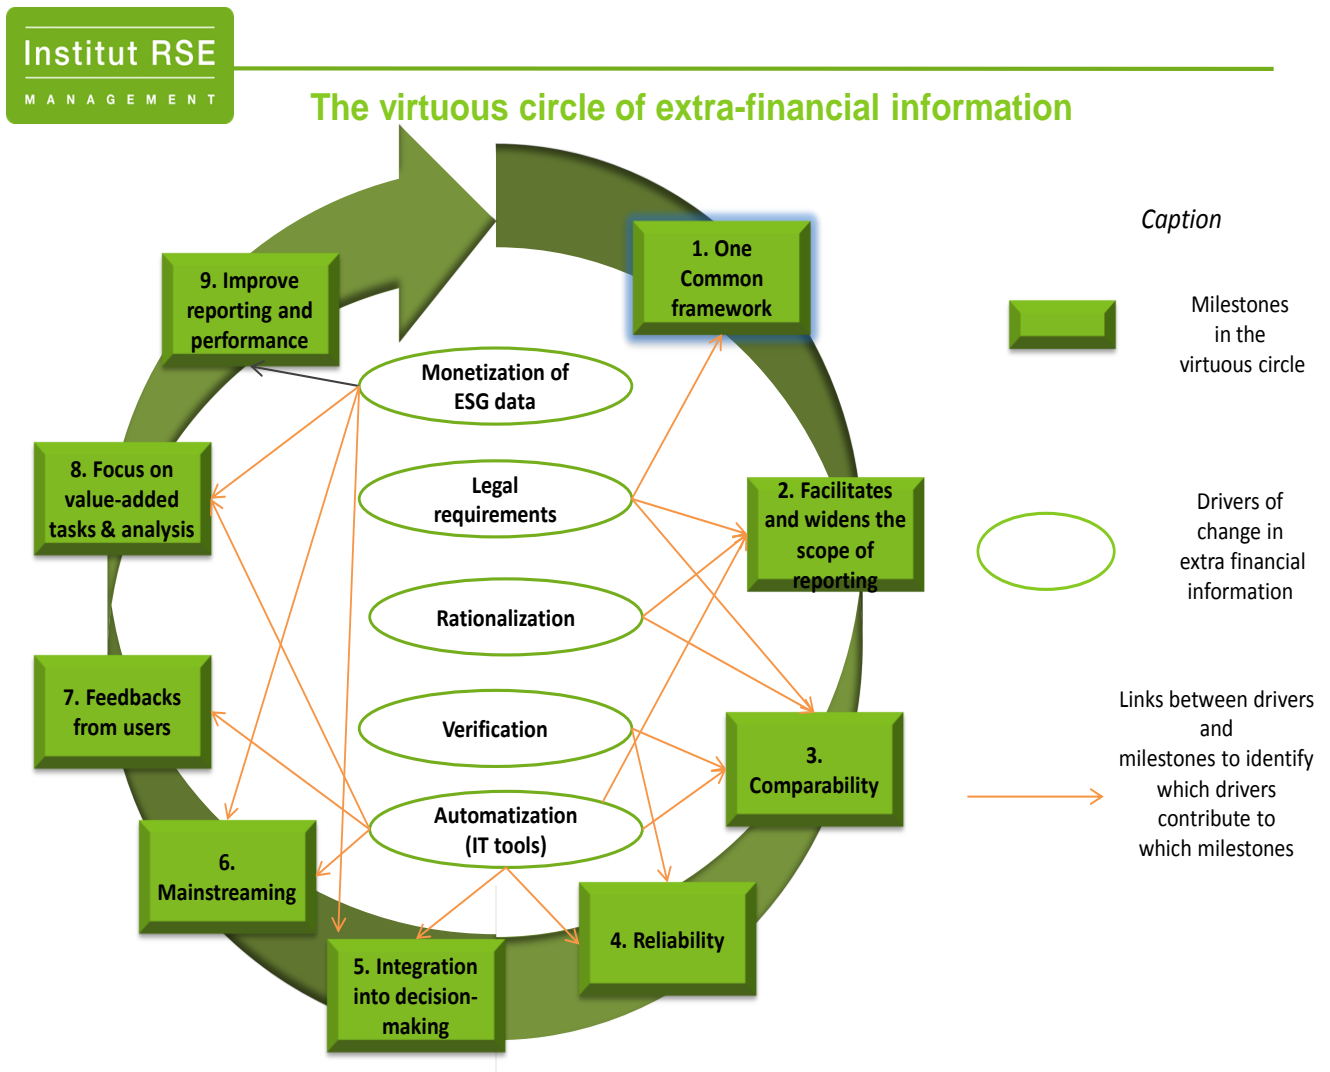 Institut RSE
MANAGEMENT
The virtuous circle of extra-financial information
Caption
1. One
Common
framework
9. Improve
reporting and
performance
Milestones
in the
virtuous circle
Monetization of
ESG data
8. Focus on
value-added
tasks & analysis
Legal
requirements
2. Facilitates
and widens the
scope of
reporting
Drivers of
change in
extra financial
information
Rationalization
7. Feedbacks
from users
Verification
3.
Comparability
Links between drivers
and
milestones to identify
which drivers
contribute to
which milestones
Automatization
(IT tools)
6.
Mainstreaming
4. Reliability
5. Integration
into decision-
making